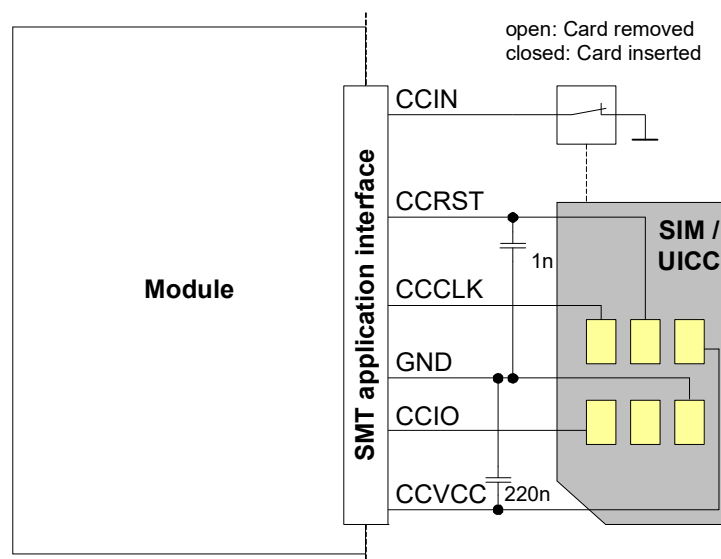 open: Card removed
closed: Card inserted
CCIN
SMT application interface
CCRST
SIM /
UICC
1n
Module
CCCLK
GND
CCIO
CCVCC
220n